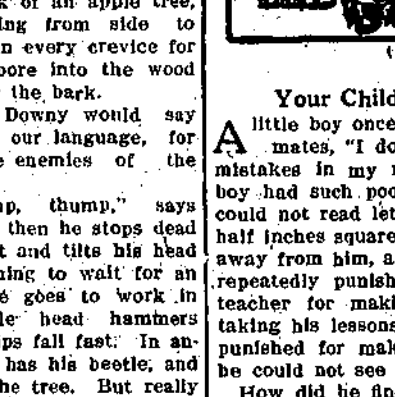 of an apple tree,
ing from side to
n every crevice for
bore into the wood
the bark.
Downy would say
our language, for
e enemies of the
p, thump," says
then he stops dead
t and tilts his head
ning to wait for an
e goes to work in
le head hammers
ps fall fast. In an-
has his beetle, and
he tree. But really
Your Child
A little boy once
mates, "I do
mistakes in my
boy had such poo
could not read let
half inches square
away from him, a
repeatedly punish
teacher for maki
taking his lessons
punished for mak
he could not see
How did he fin